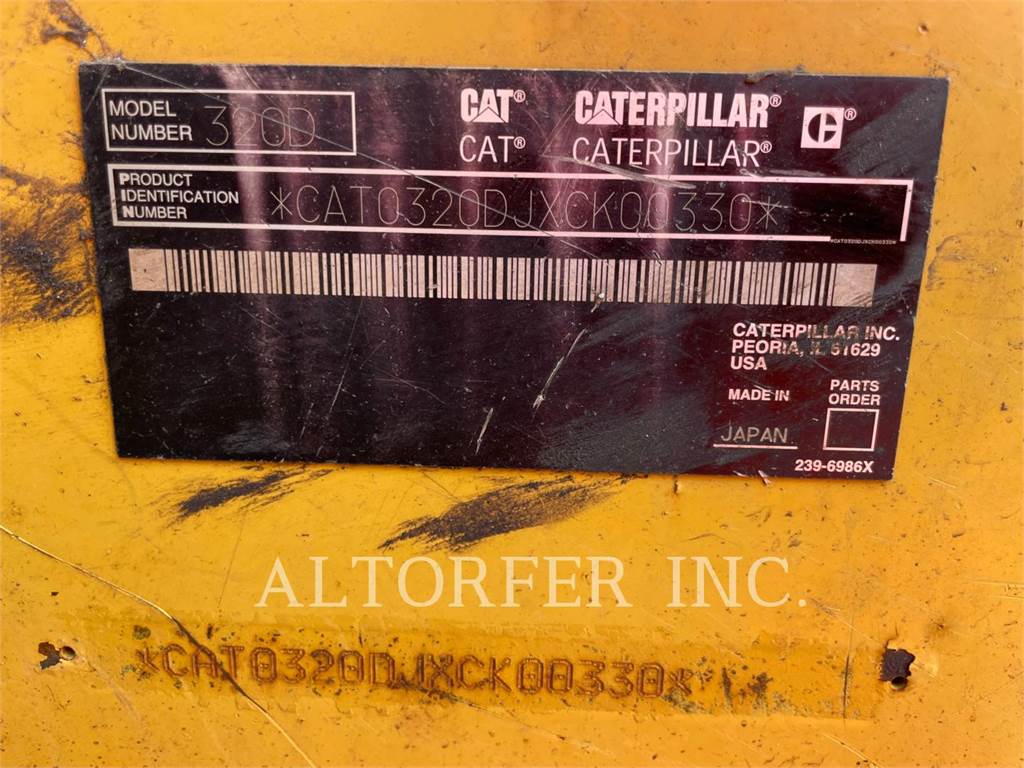 MODEL NUMBER 320D
CAT® CATERPILLAR® C®
CAT® CATERPILLAR®
PRODUCT IDENTIFICATION NUMBER *CAT0320DJXCK00330*
*CAT0320DJXCK00330*
CATERPILLAR INC.
PEORIA, IL 61629
USA
MADE IN
JAPAN
PARTS
ORDER
239-6986X
ALTORFER INC.
*CAT0320DJXCK00330*